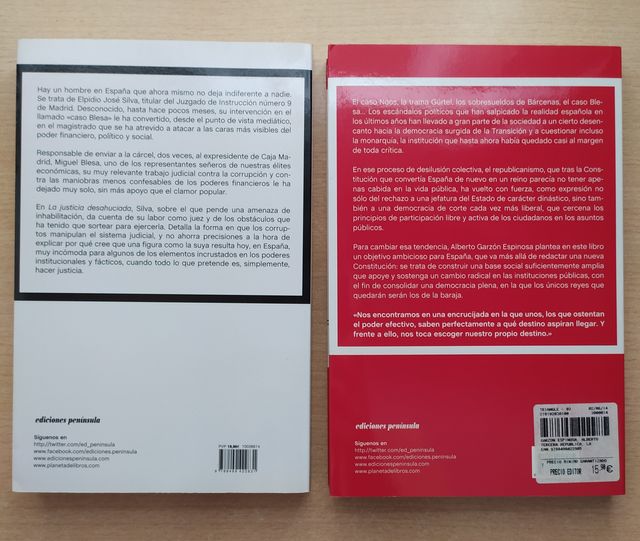 Hay un hombre en España que ahora mismo no deja indiferente a nadie.
Se trata de Elpidio José Silva, titular del Juzgado de Instrucción número 9
de Madrid. Desconocido, hasta hace pocos meses, su intervención en el
llamado «caso Blesa» le ha convertido, desde el punto de vista mediático,
en el magistrado que se ha atrevido a atacar a las caras más visibles del
poder financiero, político y social.
Responsable de enviar a la cárcel, dos veces, al expresidente de Caja Ma-
drid, Miguel Blesa, uno de los representantes señeros de nuestras élites
económicas, su muy relevante trabajo judicial contra la corrupción y con-
tra las maniobras menos confesables de los poderes financieros le ha
dejado muy solo, sin más apoyo que el clamor popular.
En La justicia desahuciada, Silva, sobre el que pende una amenaza de
inhabilitación, da cuenta de su labor como juez y de los obstáculos que
ha tenido que sortear para ejercerla. Detalla la forma en que los corrup-
tos manipulan el sistema judicial, y no ahorra precisiones a la hora de
explicar por qué cree que una figura como la suya resulta hoy, en España,
muy incómoda para algunos de los elementos incrustados en los poderes
institucionales y fácticos, cuando todo lo que pretende es, simplemente,
hacer justicia.
ediciones península
Síguenos en
http://twitter.com/ed_peninsula
www.facebook.com/ediciones.peninsula
www.edicionespeninsula.com
www.planetadelibros.com
El caso Nóos, la trama Gürtel, los sobresueldos de Bárcenas, el caso Ble-
sa... Los escándalos políticos que han salpicado la realidad española en
los últimos años han llevado a gran parte de la sociedad a un cierto desen-
canto hacia la democracia surgida de la Transición y a cuestionar incluso
la monarquía, la institución que hasta ahora había quedado casi al margen
de toda crítica.
En ese proceso de desilusión colectiva, el republicanismo, que tras la Cons-
titución que convertía España de nuevo en un reino parecía no tener ape-
nas cabida en la vida pública, ha vuelto con fuerza, como expresión no
sólo del rechazo a una jefatura del Estado de carácter dinástico, sino tam-
bién a una democracia de corte cada vez más liberal, que cercena los
principios de participación libre y activa de los ciudadanos en los asuntos
públicos.
Para cambiar esa tendencia, Alberto Garzón Espinosa plantea en este libro
un objetivo ambicioso para España, que va más allá de redactar una nueva
Constitución: se trata de construir una base social suficientemente amplia
que apoye y sostenga un cambio radical en las instituciones públicas, con
el fin de consolidar una democracia plena, en la que los únicos reyes que
quedarán serán los de la baraja.
«Nos encontramos en una encrucijada en la que unos, los que ostentan
el poder efectivo, saben perfectamente a qué destino aspiran llegar. Y
frente a ello, nos toca escoger nuestro propio destino.»
ediciones península
Síguenos en
http://twitter.com/ed_peninsula
www.facebook.com/ediciones.peninsula
www.edicionespeninsula.com
www.planetadelibros.com
GARZON ESPINOSA, ALBERTO
TERCERA REPUBLICA, LA
PRECIO MINIMO GARANTIZADO
PRECIO EDITOR 15,90 €